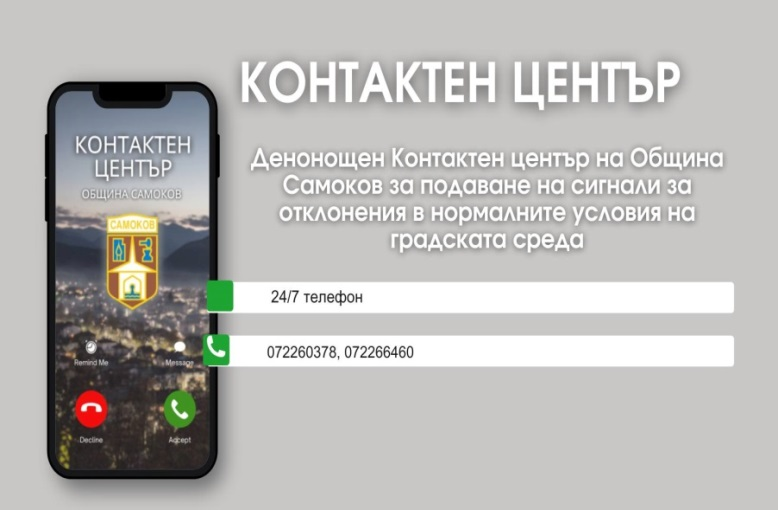 КОНТАКТЕН ЦЕНТЪР
Денонощен Контактен център на Община
Самоков за подаване на сигнали за
отклонения в нормалните условия на
градската среда
24/7 телефон
072260378, 072266460
КОНТАКТЕН
ЦЕНТЪР
ОБЩИНА САМОКОВ
САМОКОВ
Remind Me
Message
Decline
Accept